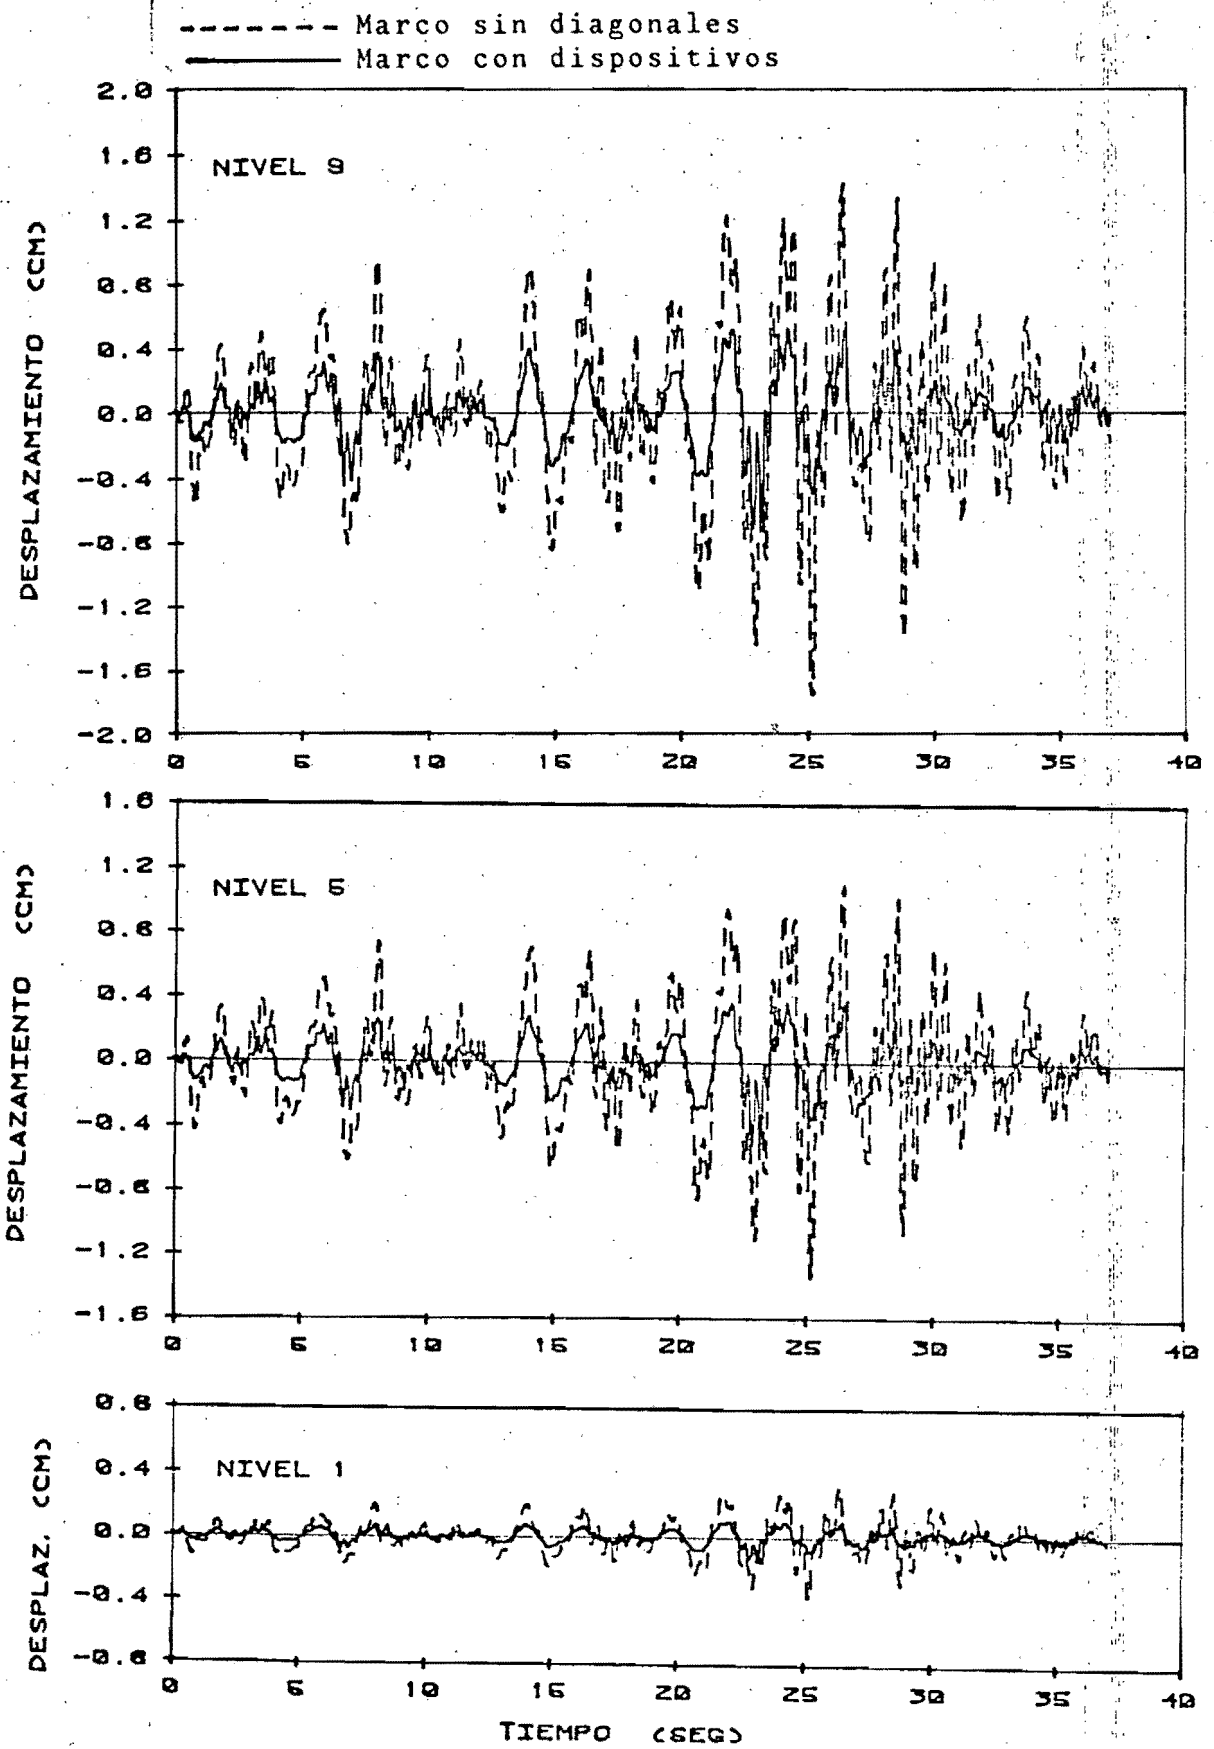 Marco sin diagonales
Marco con dispositivos
2.0
1.6
1.2
0.8
0.4
0.0
-0.4
-0.8
-1.2
-1.6
-2.0
NIVEL 9
DESPLAZAMIENTO (CM)
0 5 10 15 20 25 30 35 40
1.6
1.2
0.8
0.4
0.0
-0.4
-0.8
-1.2
-1.6
NIVEL 5
DESPLAZAMIENTO (CM)
0 5 10 15 20 25 30 35 40
0.8
0.4
0.0
-0.4
-0.8
NIVEL 1
DESPLAZ. (CM)
0 5 10 15 20 25 30 35 40
TIEMPO (SEG)